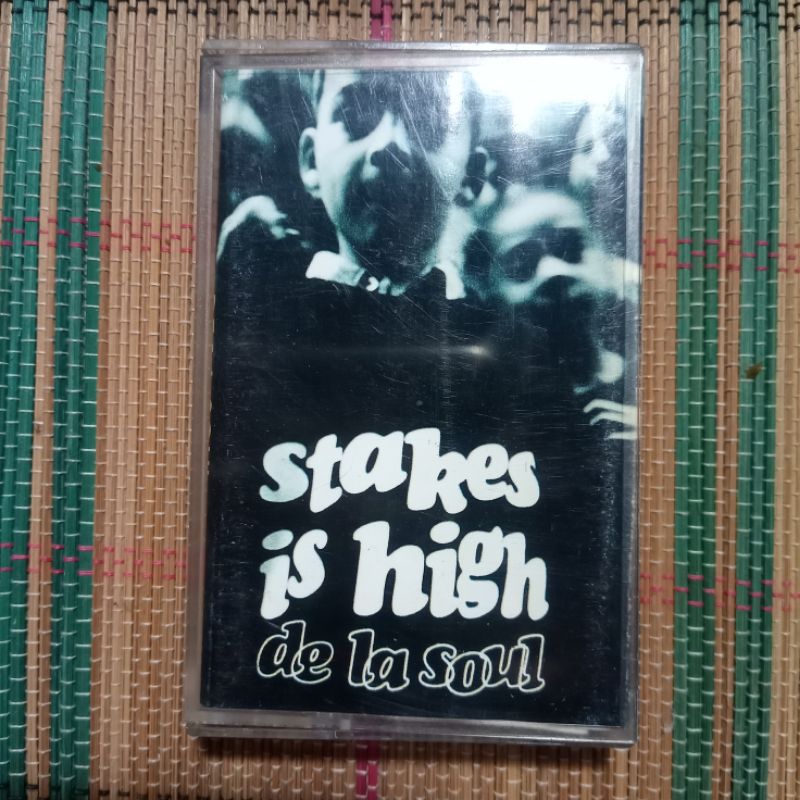 stakes
is high
de la soul